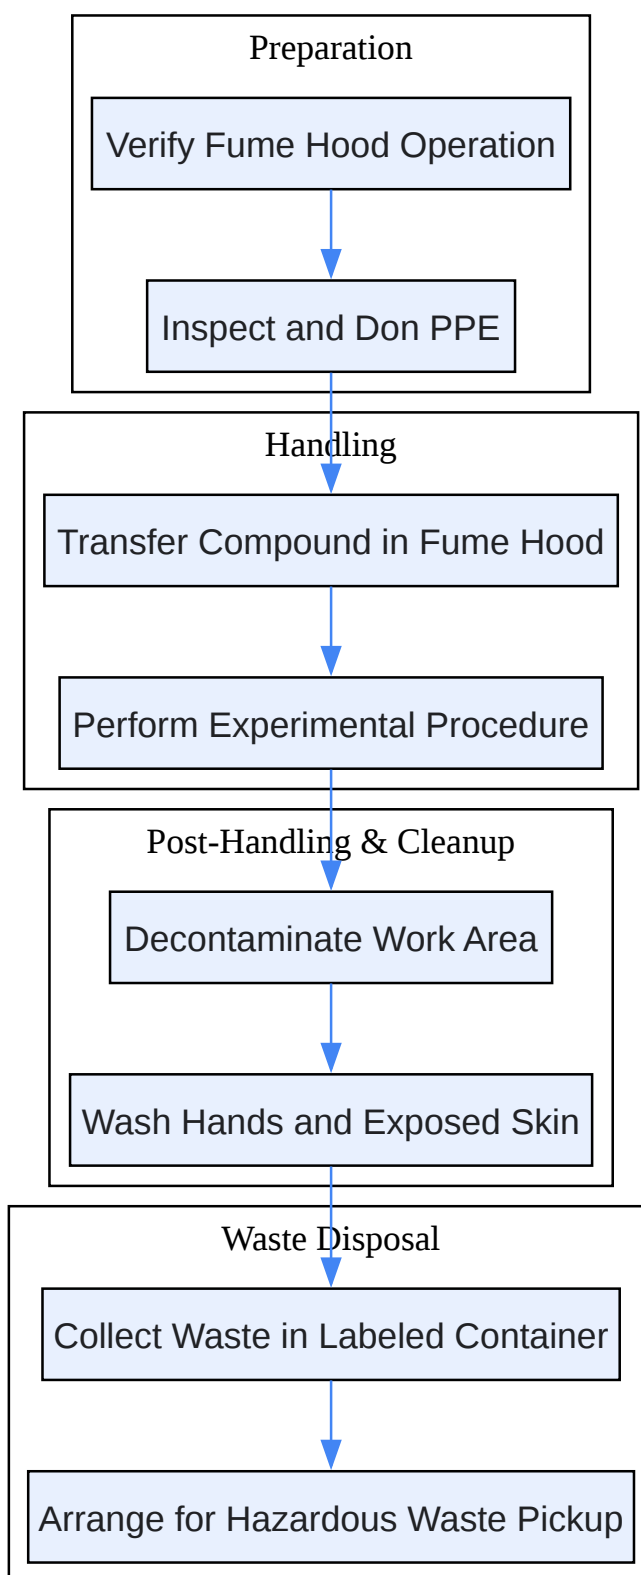 Preparation
Verify Fume Hood Operation
Inspect and Don PPE
Handling
Transfer Compound in Fume Hood
Perform Experimental Procedure
Post-Handling & Cleanup
Decontaminate Work Area
Wash Hands and Exposed Skin
Waste Disposal
Collect Waste in Labeled Container
Arrange for Hazardous Waste Pickup